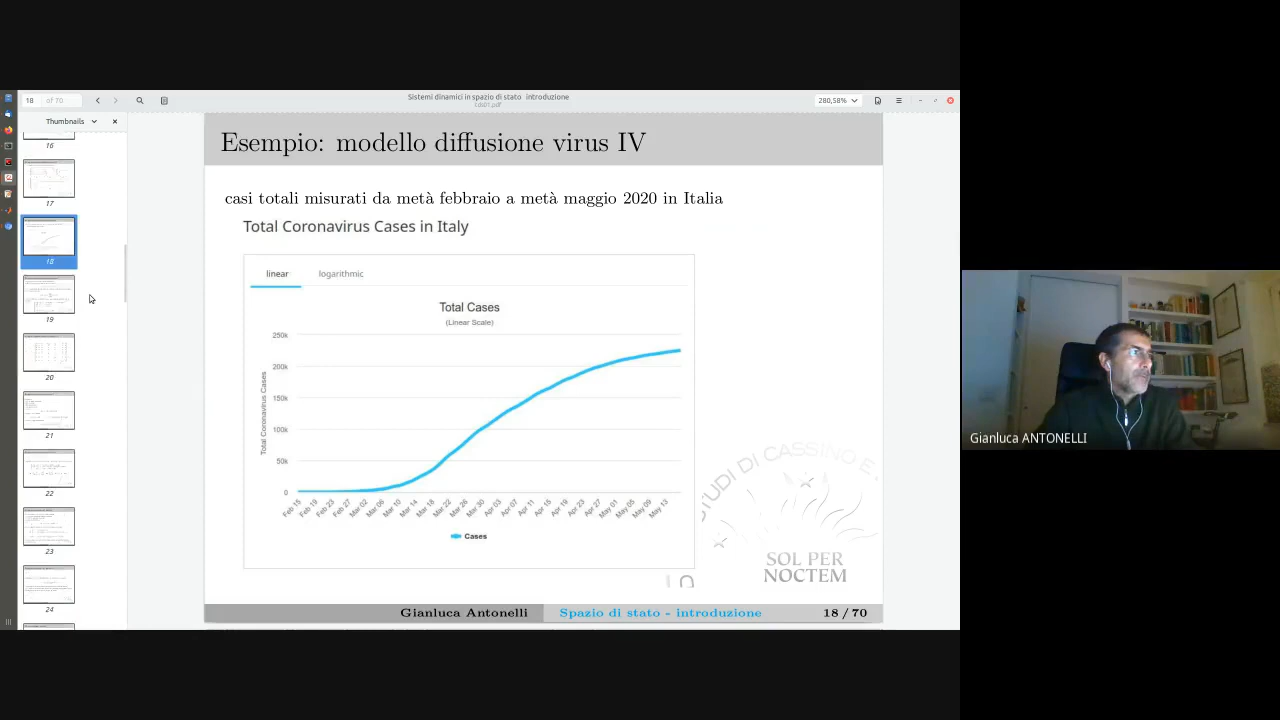 Sistemi dinamici in spazio di stato introduzione
cds01.pdf
18 of 70
280,58%
Thumbnails
16
17
18
19
20
21
22
23
24
Esempio: modello diffusione virus IV
casi totali misurati da metà febbraio a metà maggio 2020 in Italia
Total Coronavirus Cases in Italy
linear logarithmic
Total Cases
(Linear Scale)
Total Coronavirus Cases
250k
200k
150k
100k
50k
0
Feb 15 Feb 19 Feb 23 Feb 27 Mar 02 Mar 06 Mar 10 Mar 14 Mar 18 Mar 22 Mar 26 Mar 30 Apr 03 Apr 07 Apr 11 Apr 15 Apr 19 Apr 23 Apr 27 May 01 May 05 May 09 May 13
Cases
STUDI DI CASSINO E
SOL PER
NOCTEM
Gianluca Antonelli Spazio di stato - introduzione 18 / 70
Gianluca ANTONELLI